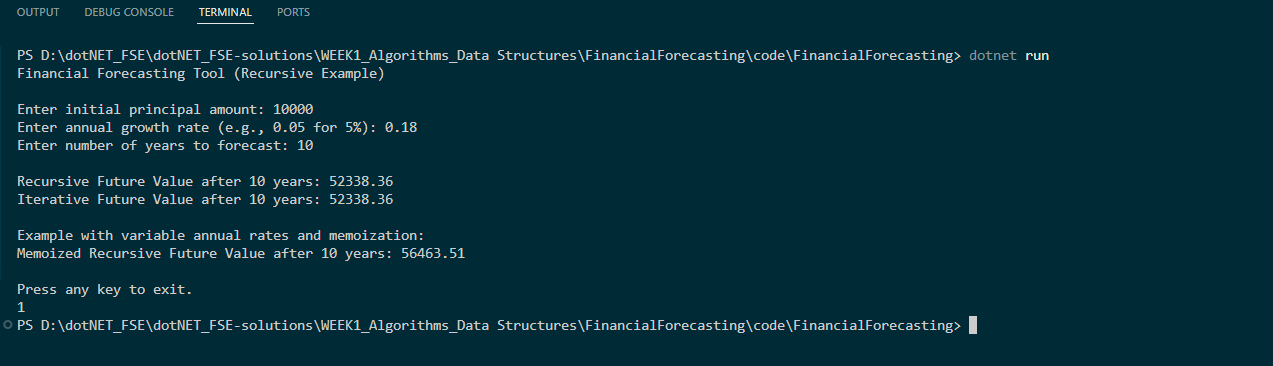 OUTPUT DEBUG CONSOLE TERMINAL PORTS
PS D:\dotNET_FSE\dotNET_FSE-solutions\WEEK1_Algorithms_Data Structures\FinancialForecasting\code\FinancialForecasting> dotnet run
Financial Forecasting Tool (Recursive Example)
Enter initial principal amount: 10000
Enter annual growth rate (e.g., 0.05 for 5%): 0.18
Enter number of years to forecast: 10
Recursive Future Value after 10 years: 52338.36
Iterative Future Value after 10 years: 52338.36
Example with variable annual rates and memoization:
Memoized Recursive Future Value after 10 years: 56463.51
Press any key to exit.
1
PS D:\dotNET_FSE\dotNET_FSE-solutions\WEEK1_Algorithms_Data Structures\FinancialForecasting\code\FinancialForecasting>